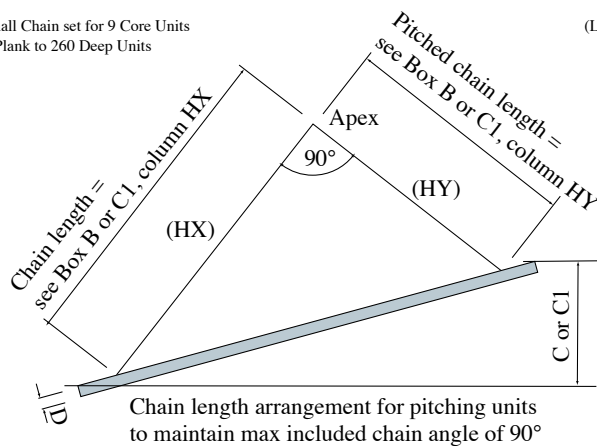 all Chain set for 9 Core Units
Plank to 260 Deep Units
(L
Pitched chain length =
see Box B or C1, column HY
Apex
90°
(HY)
(HX)
Chain length =
see Box B or C1, column HX
C or C1
D
Chain length arrangement for pitching units
to maintain max included chain angle of 90°